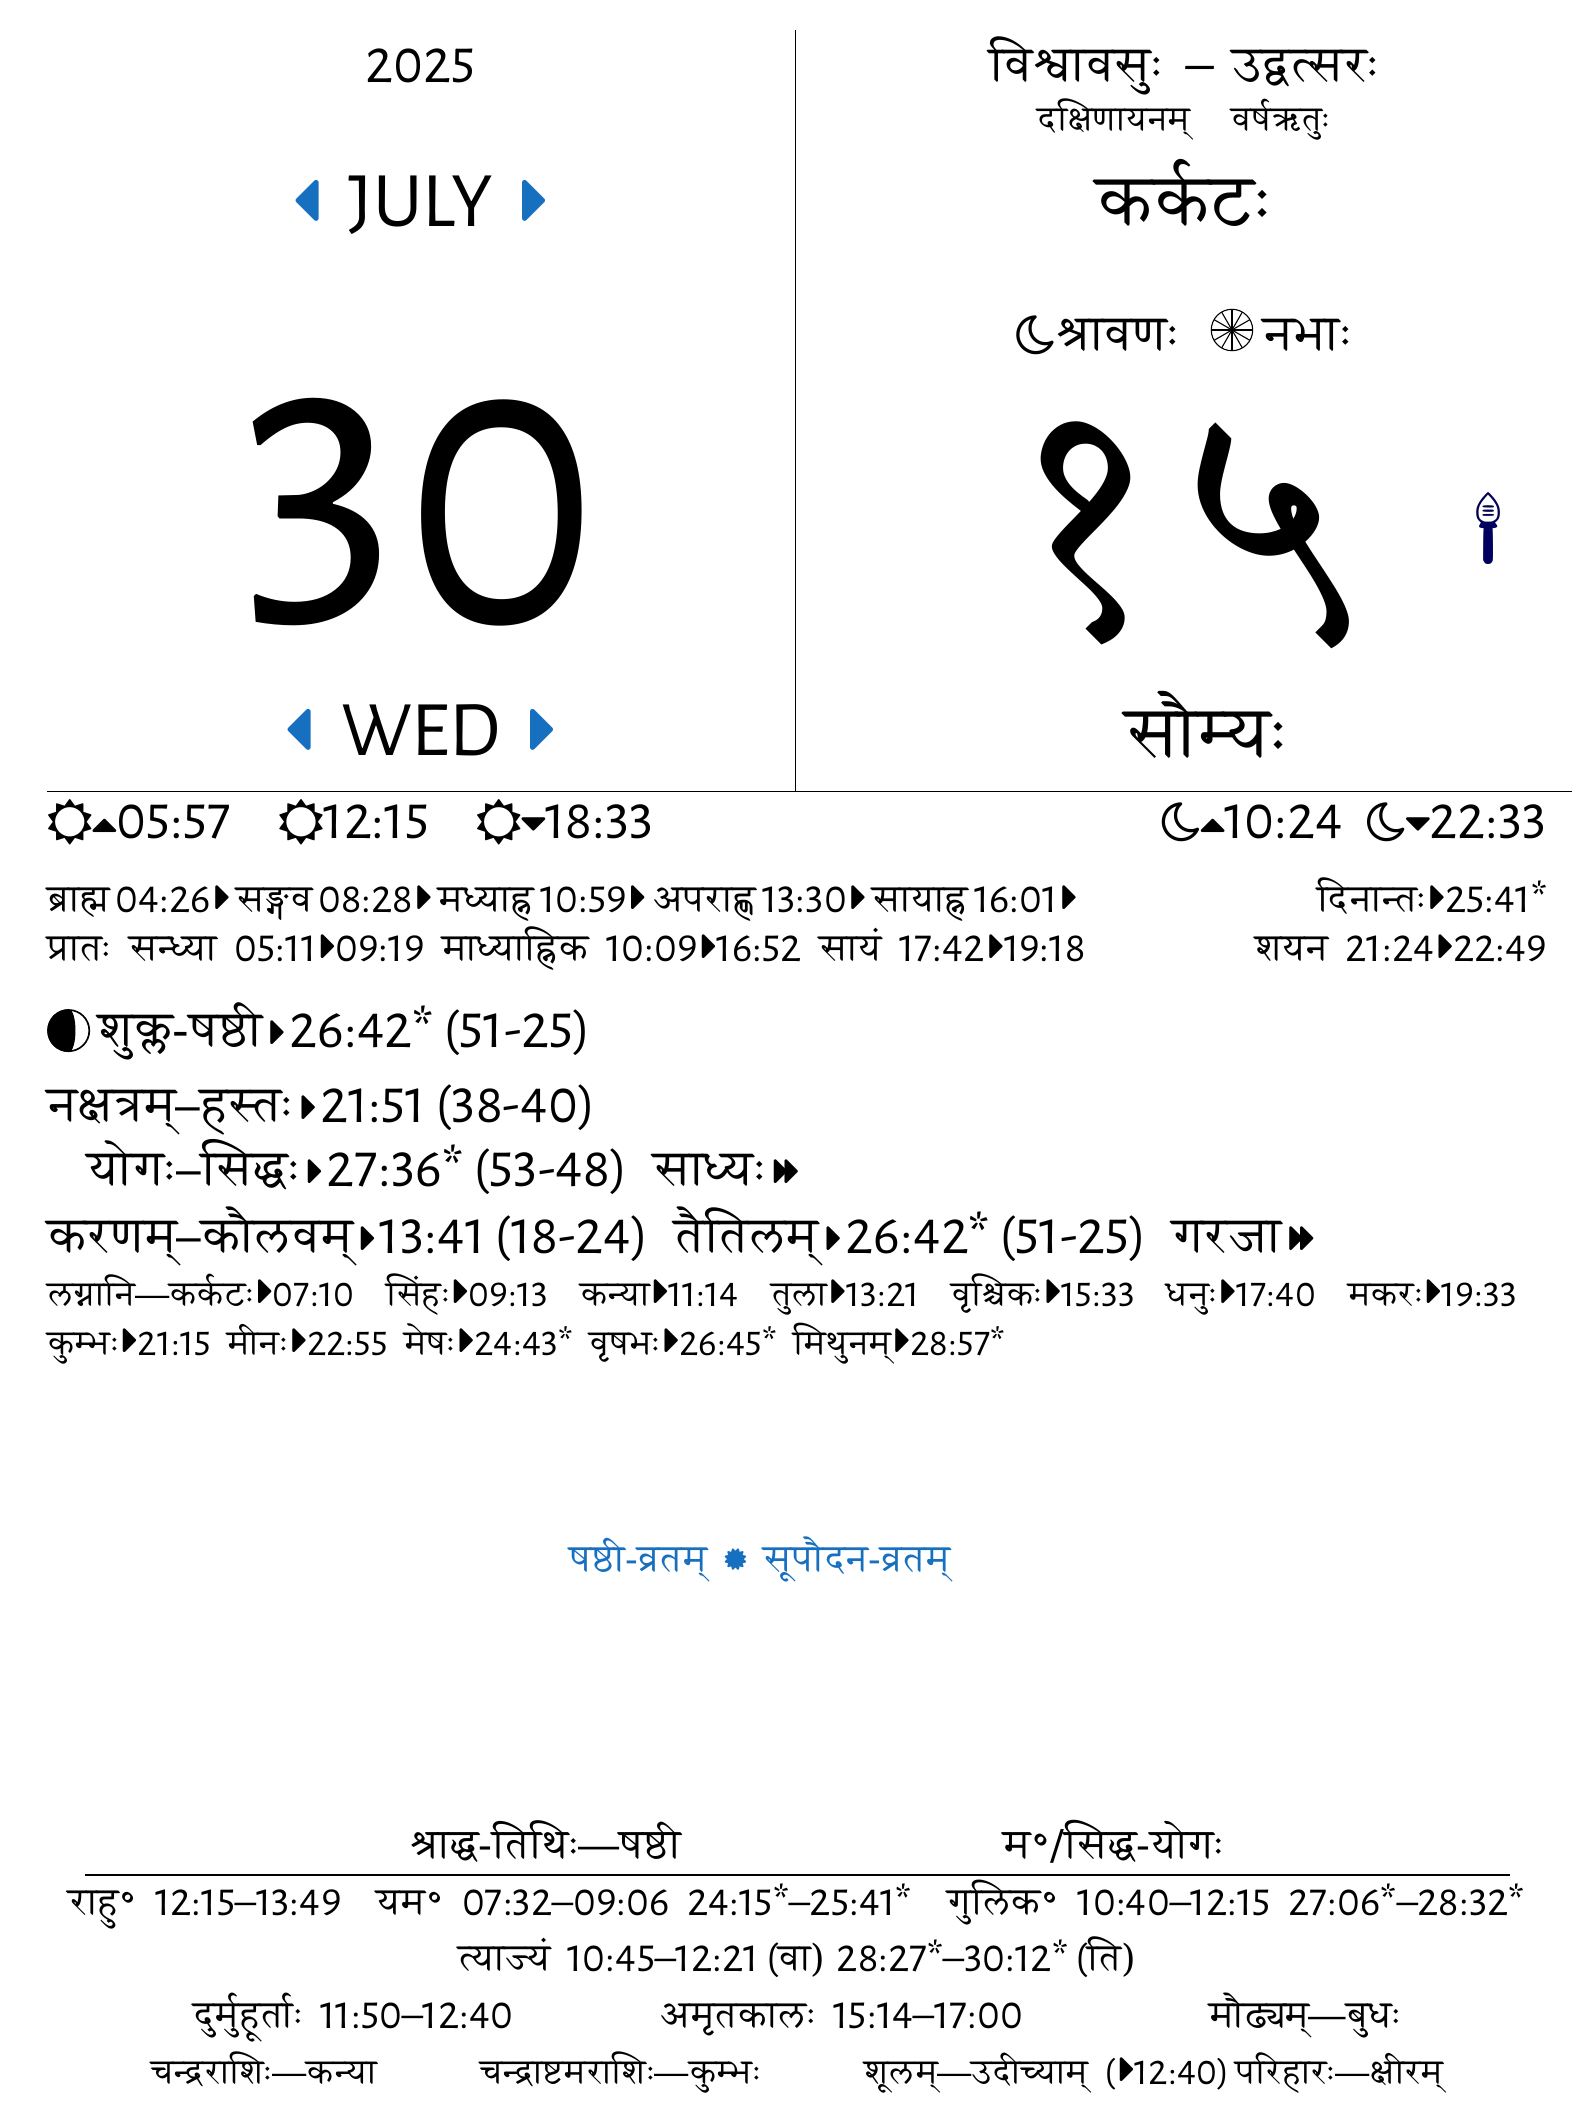 2025
JULY
30
WED
विश्वावसुः – उद्वत्सरः
दक्षिणायनम् वर्षऋतुः
कर्कटः
श्रावणः नभाः
१५
सौम्यः
05:57 12:15 18:33 10:24 22:33
ब्राह्म 04:26 सङ्गव 08:28 मध्याह्न 10:59 अपराह्ण 13:30 सायाह्न 16:01 दिनान्तः 25:41*
प्रातः सन्ध्या 05:11 09:19 माध्याह्निक 10:09 16:52 सायं 17:42 19:18 शयन 21:24 22:49
शुक्ल-षष्ठी 26:42* (51-25)
नक्षत्रम्–हस्तः 21:51 (38-40)
योगः–सिद्धः 27:36* (53-48) साध्यः
करणम्–कौलवम् 13:41 (18-24) तैतिलम् 26:42* (51-25) गरजा
लग्नानि—कर्कटः 07:10 सिंहः 09:13 कन्या 11:14 तुला 13:21 वृश्चिकः 15:33 धनुः 17:40 मकरः 19:33
कुम्भः 21:15 मीनः 22:55 मेषः 24:43* वृषभः 26:45* मिथुनम् 28:57*
षष्ठी-व्रतम् सूपौदन-व्रतम्
श्राद्ध-तिथिः—षष्ठी म॰/सिद्ध-योगः
राहु॰ 12:15–13:49 यम॰ 07:32–09:06 24:15*–25:41* गुलिक॰ 10:40–12:15 27:06*–28:32*
त्याज्यं 10:45–12:21 (वा) 28:27*–30:12* (ति)
दुर्मुहूर्ताः 11:50–12:40 अमृतकालः 15:14–17:00 मौढ्यम्—बुधः
चन्द्रराशिः—कन्या चन्द्राष्टमराशिः—कुम्भः शूलम्—उदीच्याम् (12:40) परिहारः—क्षीरम्